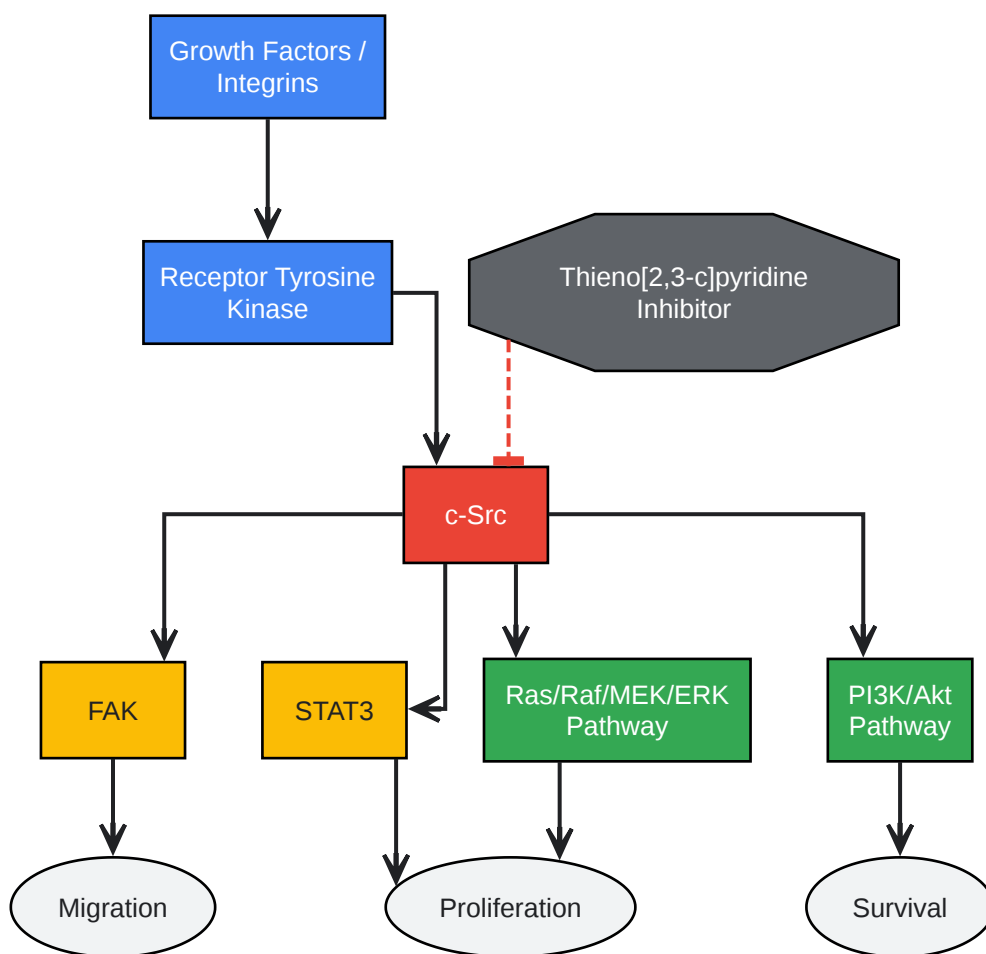 Growth Factors /
Integrins
Receptor Tyrosine
Kinase
Thieno[2,3-c]pyridine
Inhibitor
c-Src
FAK
STAT3
Ras/Raf/MEK/ERK
Pathway
PI3K/Akt
Pathway
Migration
Proliferation
Survival